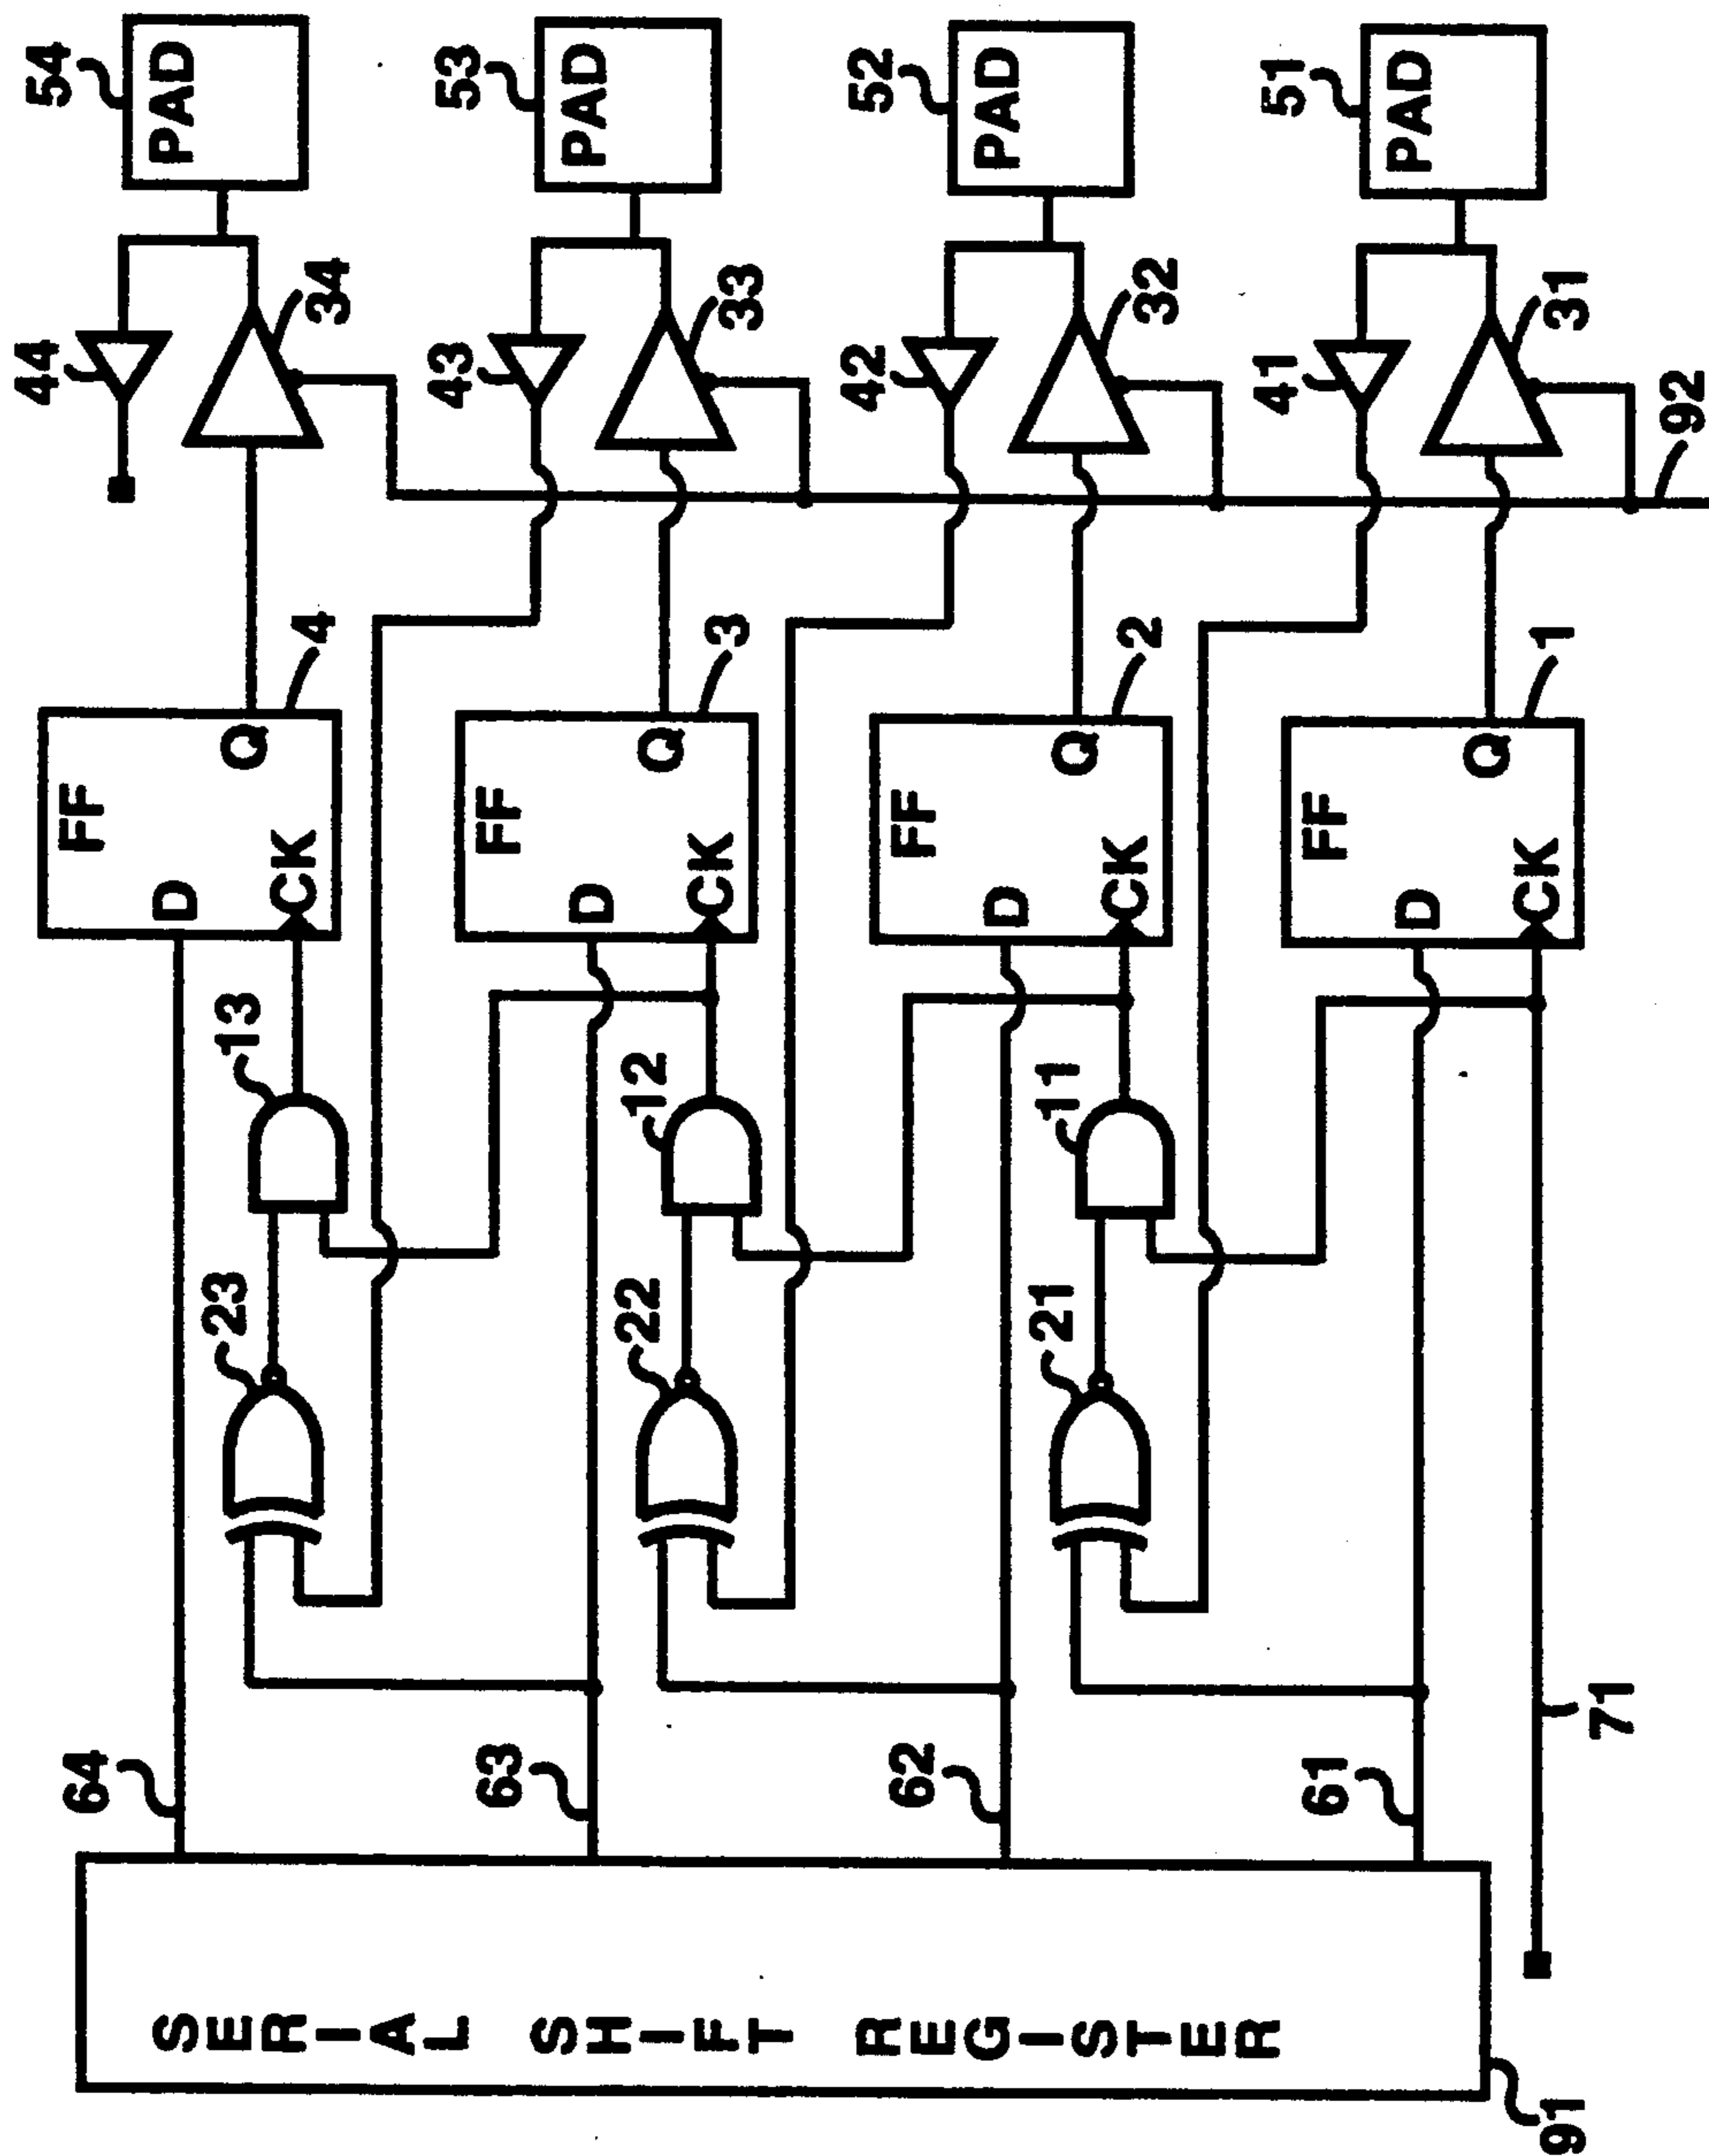 SERIAL SHIFT REGISTER
91
64
23
13
FF
D
CK
Q
4
44
34
54
PAD
63
22
12
FF
D
CK
Q
3
43
33
53
PAD
62
21
11
FF
D
CK
Q
2
42
32
52
PAD
61
71
FF
D
CK
Q
1
41
31
51
PAD
92